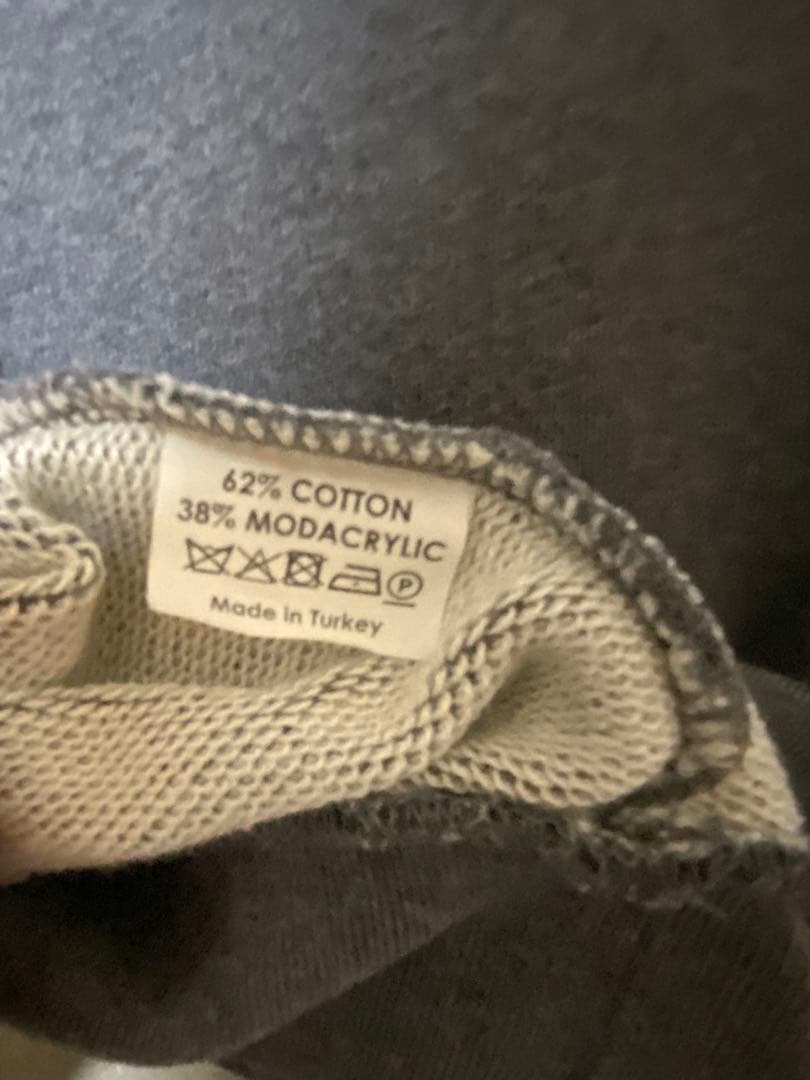 62% COTTON
38% MODACRYLIC
P
Made in Turkey